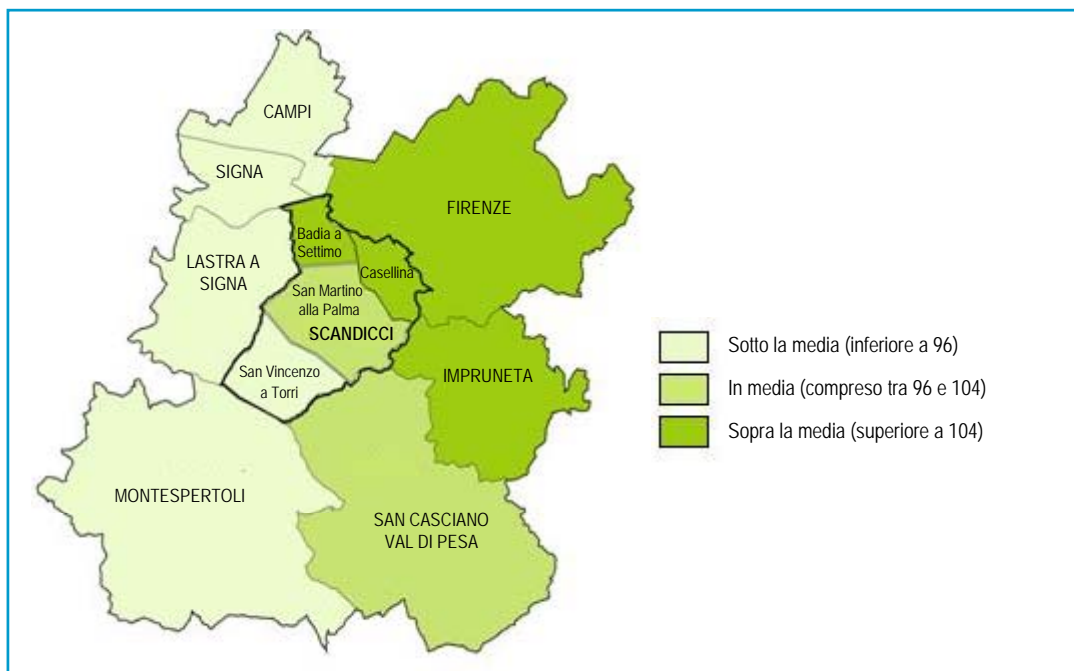 CAMPI
SIGNA
FIRENZE
Badia a
Settimo
LASTRA A
SIGNA
Casellina
San Martino
alla Palma
SCANDICCI
San Vincenzo
a Torri
IMPRUNETA
MONTESPERTOLI
SAN CASCIANO
VAL DI PESA
Sotto la media (inferiore a 96)
In media (compreso tra 96 e 104)
Sopra la media (superiore a 104)